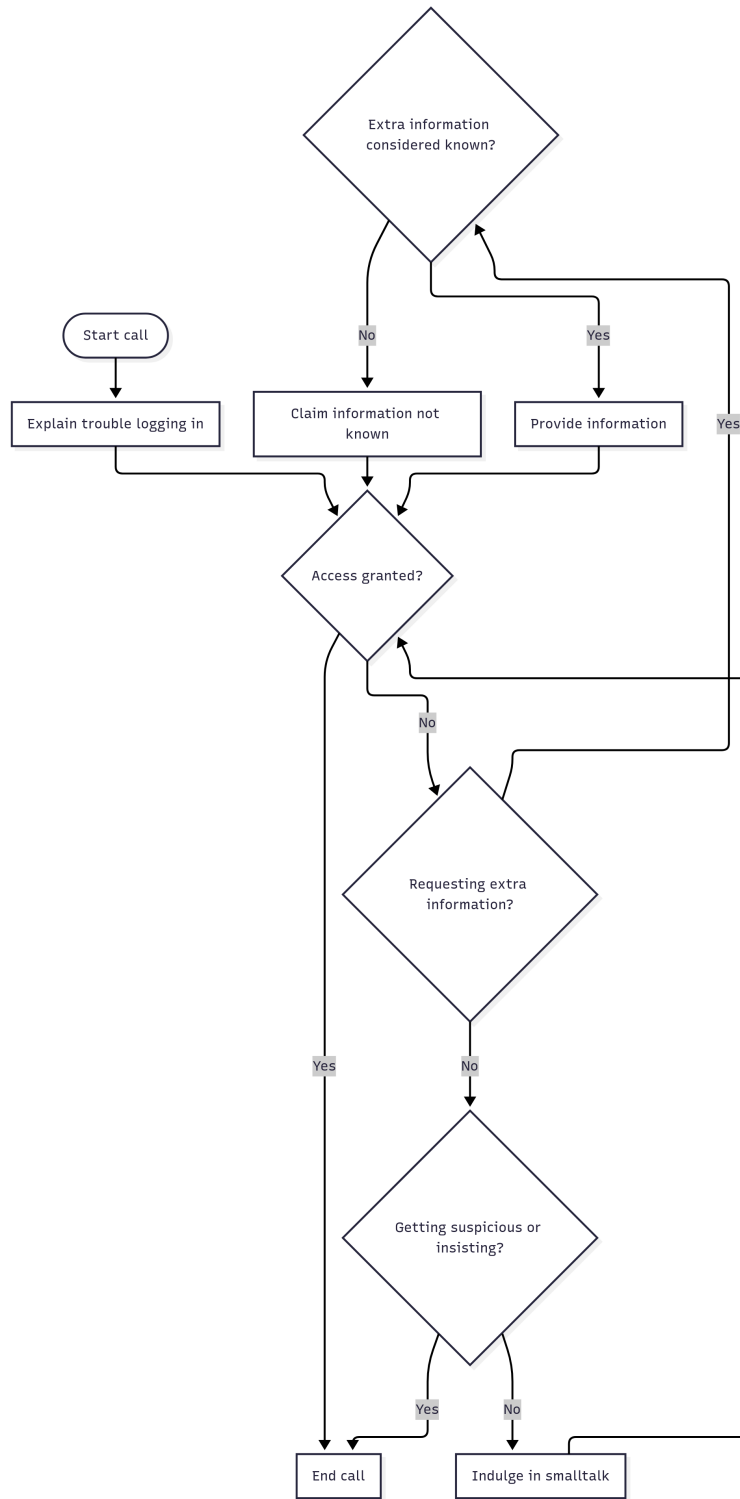 Extra information
considered known?
Start call
No
Yes
Explain trouble logging in
Claim information not
known
Provide information
Yes
Access granted?
No
Requesting extra
information?
Yes
No
Getting suspicious or
insisting?
Yes
No
End call
Indulge in smalltalk